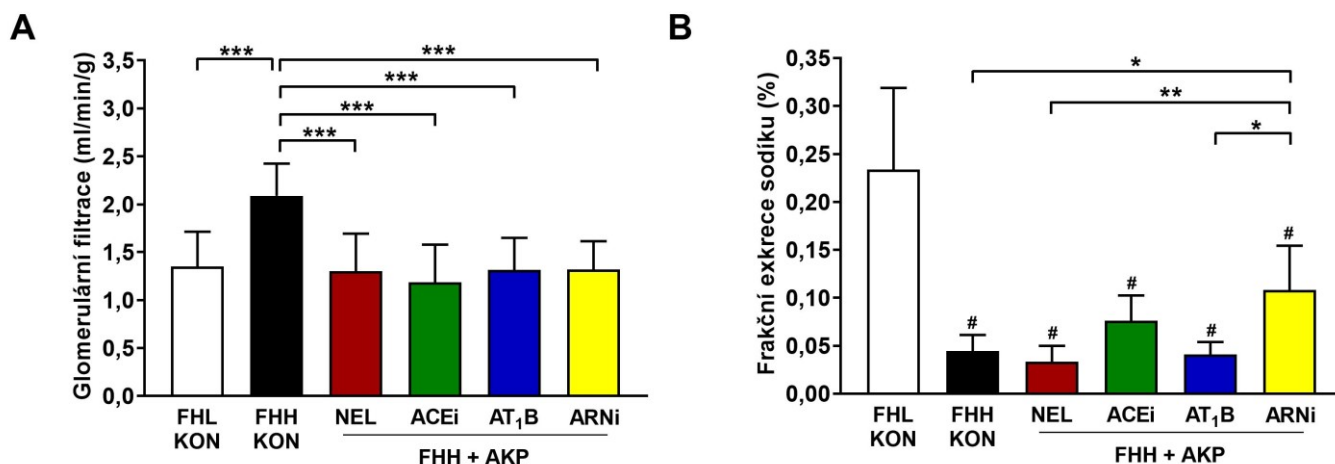 A
Glomerulární filtrace (ml/min/g)
3,5
3,0
2,5
2,0
1,5
1,0
0,5
0,0
***
***
***
***
***
FHL
KON
FHH
KON
NEL
ACEi
AT₁B
ARNi
FHH + AKP
B
Frakční exkrece sodíku (%)
0,35
0,30
0,25
0,20
0,15
0,10
0,05
0,00
*
**
*
#
#
#
#
#
FHL
KON
FHH
KON
NEL
ACEi
AT₁B
ARNi
FHH + AKP